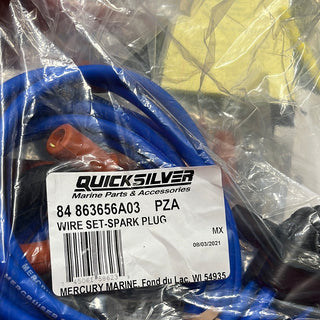 QUICKSILVER
Marine Parts & Accessories
84 863656A03 PZA
WIRE SET-SPARK PLUG
MX
08/03/2021
MERCURY MARINE, Fond du Lac, WI 54935